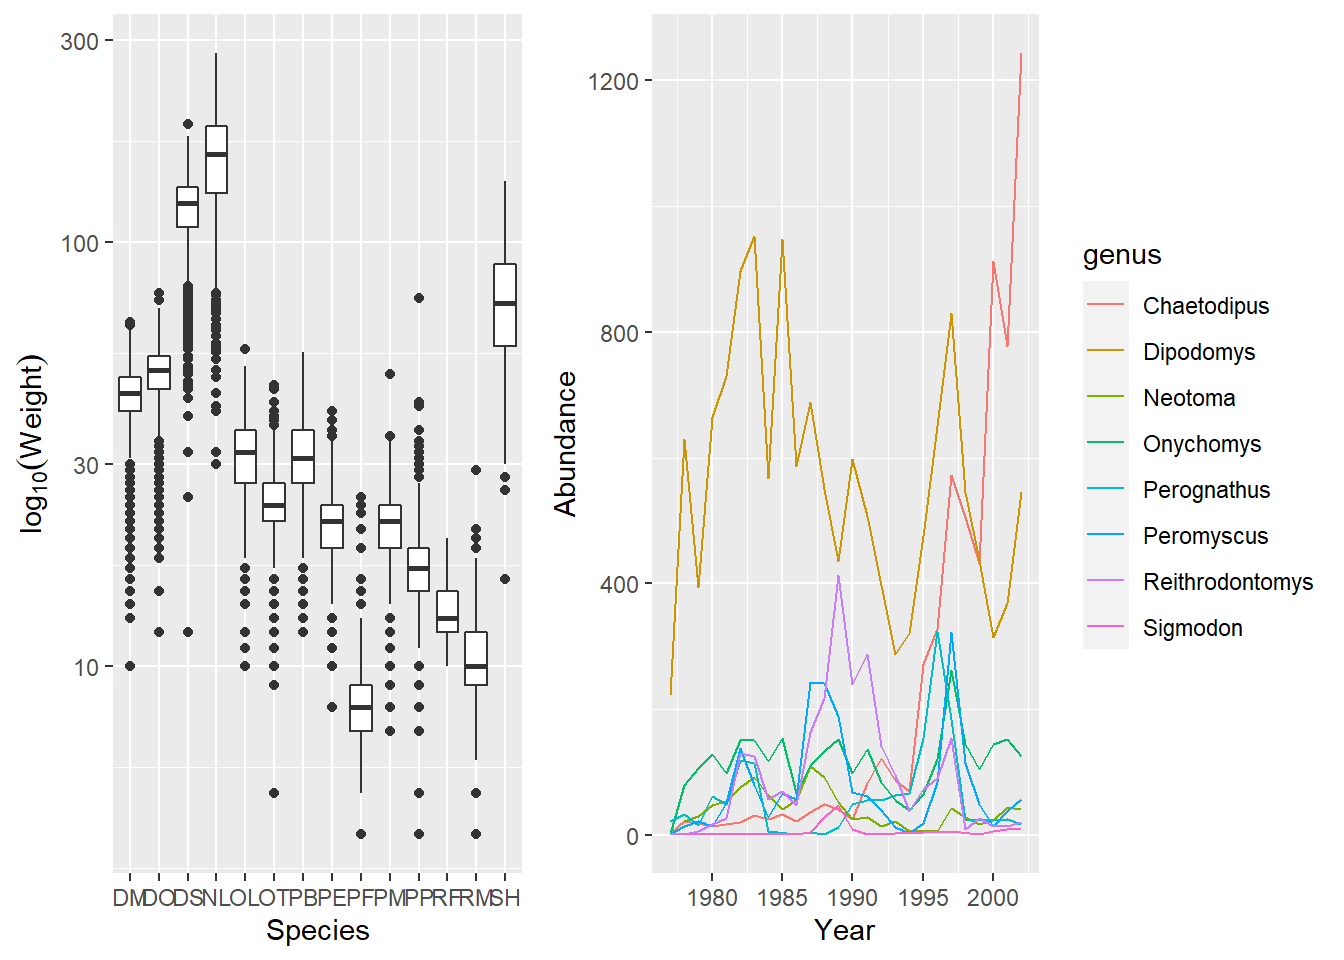 log10(Weight)
300
100
30
10
DM DO DS NL OL OT PB PE PF PM PP RF RM SH
Species
Abundance
1200
800
400
0
1980 1985 1990 1995 2000
Year
genus
Chaetodipus
Dipodomys
Neotoma
Onychomys
Perognathus
Peromyscus
Reithrodontomys
Sigmodon